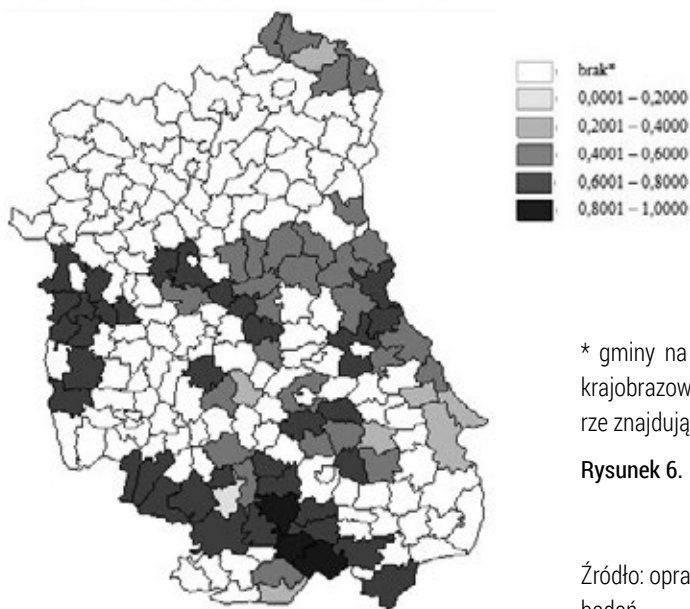 brak*
0,0001 – 0,2000
0,2001 – 0,4000
0,4001 – 0,6000
0,6001 – 0,8000
0,8001 – 1,0000
* gminy na
krajobrazow
rze znajdują
Rysunek 6.
Źródło: opra